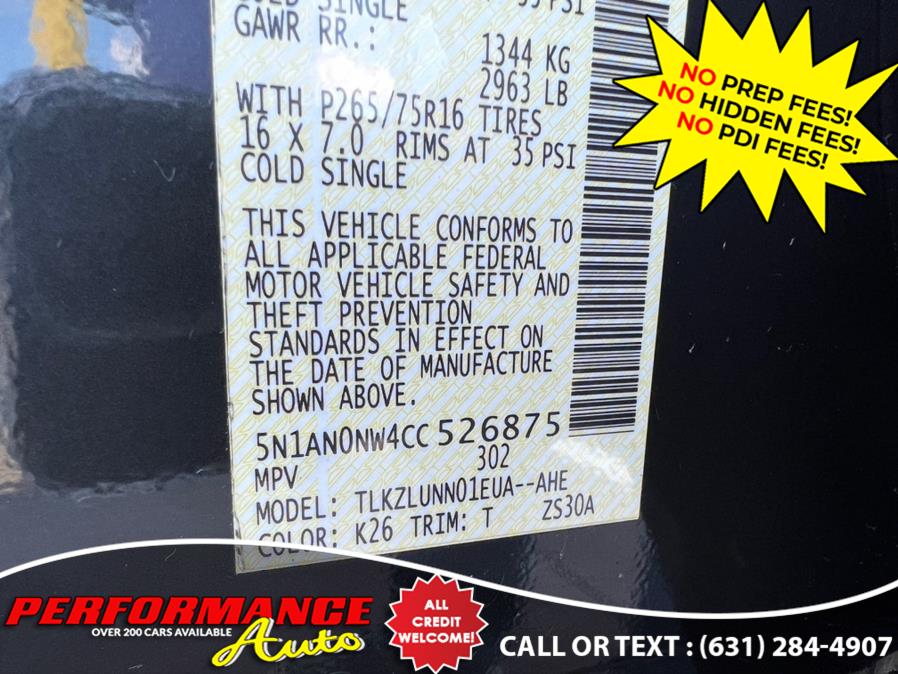 COLD SINGLE
35 PSI
GAWR RR.:
1344 KG
2963 LB
WITH P265/75R16 TIRES
16 X 7.0 RIMS AT 35 PSI
COLD SINGLE
THIS VEHICLE CONFORMS TO
ALL APPLICABLE FEDERAL
MOTOR VEHICLE SAFETY AND
THEFT PREVENTION
STANDARDS IN EFFECT ON
THE DATE OF MANUFACTURE
SHOWN ABOVE.
5N1AN0NW4CC526875
MPV 302
MODEL: TLKZLUNN01EUA--AHE
COLOR: K26 TRIM: T ZS30A
NO PREP FEES!
NO HIDDEN FEES!
NO PDI FEES!
PERFORMANCE
OVER 200 CARS AVAILABLE
Auto
ALL
CREDIT
WELCOME!
CALL OR TEXT : (631) 284-4907